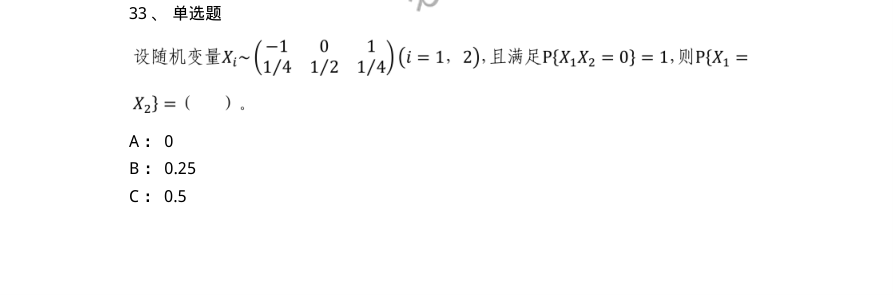 33 、 单选题
设随机变量X_i~(−1 0 1
1/4 1/2 1/4)(i = 1, 2),且满足P{X_1X_2 = 0} = 1,则P{X_1 =
X_2} = (  ) 。
A： 0
B： 0.25
C： 0.5